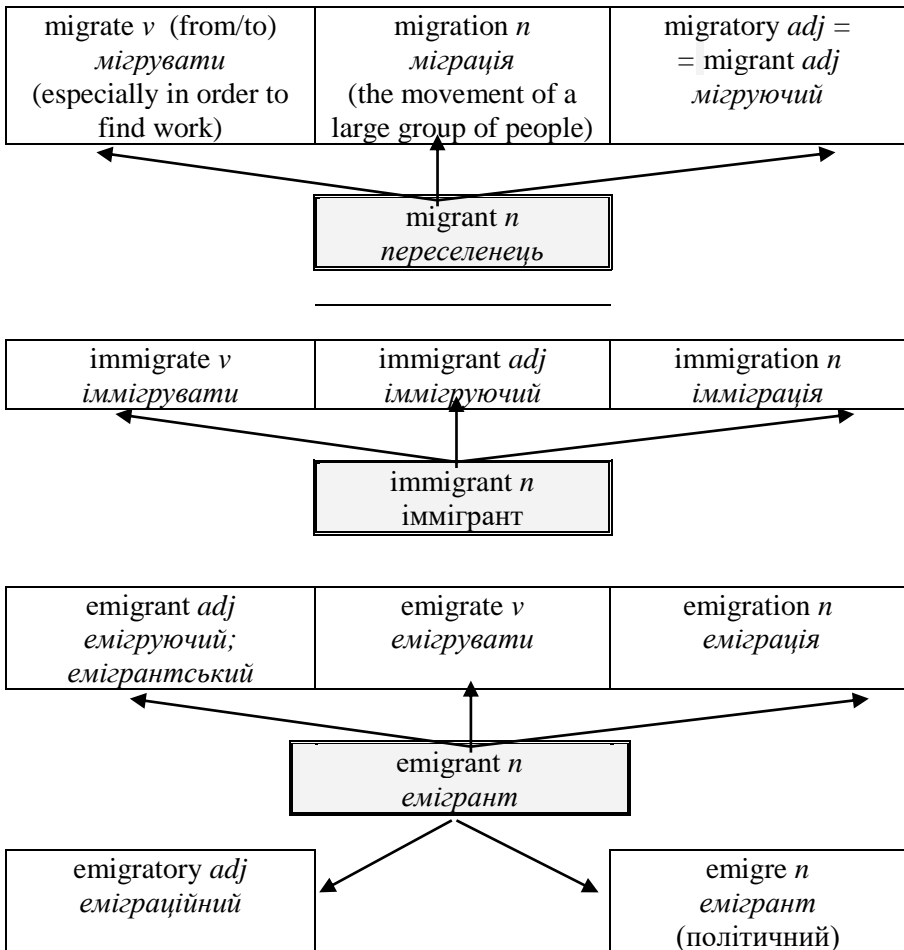 migrate v (from/to)
мігрувати
(especially in order to
find work)
migration n
міграція
(the movement of a
large group of people)
migratory adj =
= migrant adj
мігруючий
migrant n
переселенець
immigrate v
іммігрувати
immigrant adj
іммігруючий
immigration n
імміграція
immigrant n
іммігрант
emigrant adj
емігруючий;
емігрантський
emigrate v
емігрувати
emigration n
еміграція
emigrant n
емігрант
emigratory adj
еміграційний
emigre n
емігрант
(політичний)